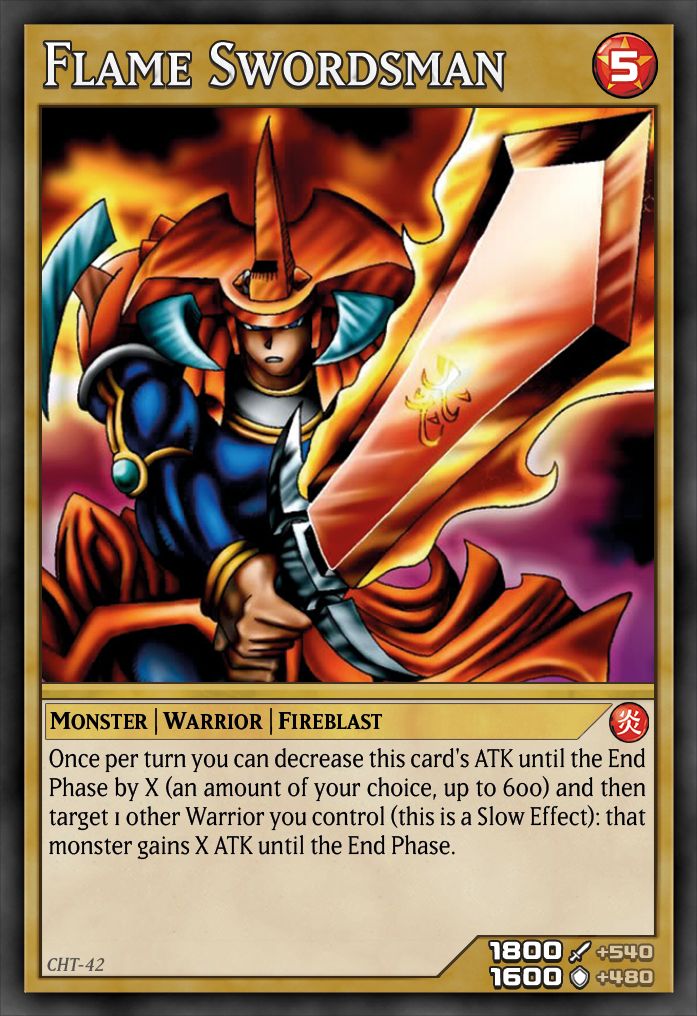 FLAME SWORDSMAN
5
MONSTER | WARRIOR | FIREBLAST
炎
Once per turn you can decrease this card's ATK until the End
Phase by X (an amount of your choice, up to 600) and then
target 1 other Warrior you control (this is a Slow Effect): that
monster gains X ATK until the End Phase.
1800 +540
CHT-42
1600 +480